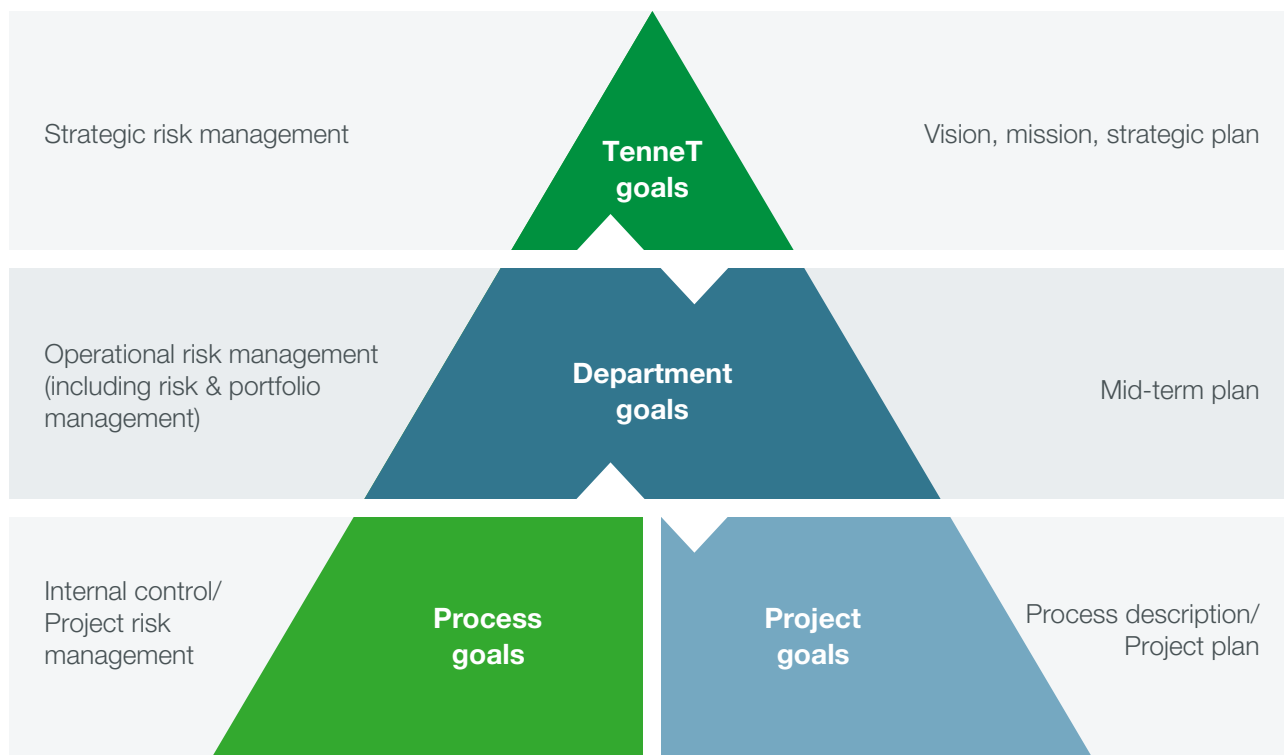 Strategic risk management
TenneT
goals
Vision, mission, strategic plan
Operational risk management
(including risk & portfolio
management)
Department
goals
Mid-term plan
Internal control/
Project risk
management
Process
goals
Project
goals
Process description/
Project plan